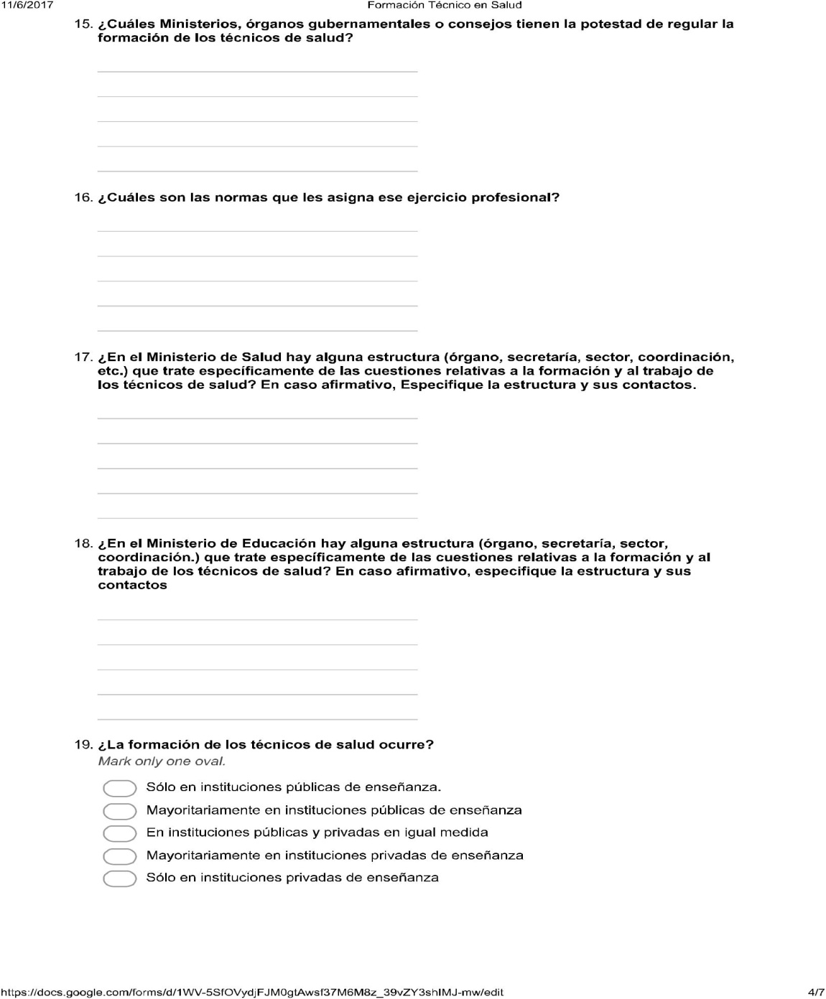 11/6/2017 Formación Técnico en Salud
15. ¿Cuáles Ministerios, órganos gubernamentales o consejos tienen la potestad de regular la
formación de los técnicos de salud?
16. ¿Cuáles son las normas que les asigna ese ejercicio profesional?
17. ¿En el Ministerio de Salud hay alguna estructura (órgano, secretaría, sector, coordinación,
etc.) que trate específicamente de las cuestiones relativas a la formación y al trabajo de
los técnicos de salud? En caso afirmativo, Especifique la estructura y sus contactos.
18. ¿En el Ministerio de Educación hay alguna estructura (órgano, secretaría, sector,
coordinación.) que trate específicamente de las cuestiones relativas a la formación y al
trabajo de los técnicos de salud? En caso afirmativo, especifique la estructura y sus
contactos
19. ¿La formación de los técnicos de salud ocurre?
Mark only one oval.
Sólo en instituciones públicas de enseñanza.
Mayoritariamente en instituciones públicas de enseñanza
En instituciones públicas y privadas en igual medida
Mayoritariamente en instituciones privadas de enseñanza
Sólo en instituciones privadas de enseñanza
https://docs.google.com/forms/d/1WV-5SfOVydjFJM0gtAwsf37M6M8z_39vZY3shIMJ-mw/edit 4/7